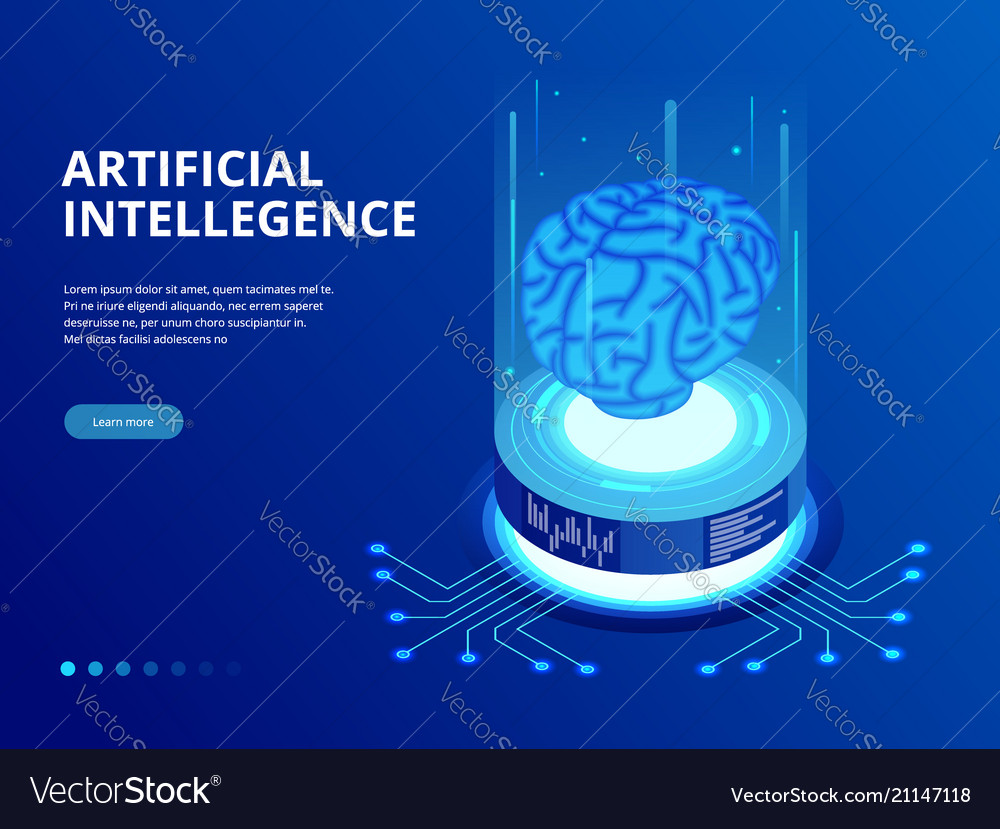 ARTIFICIAL
INTELLEGENCE
Lorem ipsum dolor sit amet, quem tacimates mel te.
Pri ne iriure eligendi aliquando, nec errem saperet
deseruisse ne, per unum choro suscipiantur in.
Mel dictas facilisi adolescens no
Learn more
VectorStock®
VectorStock.com/21147118